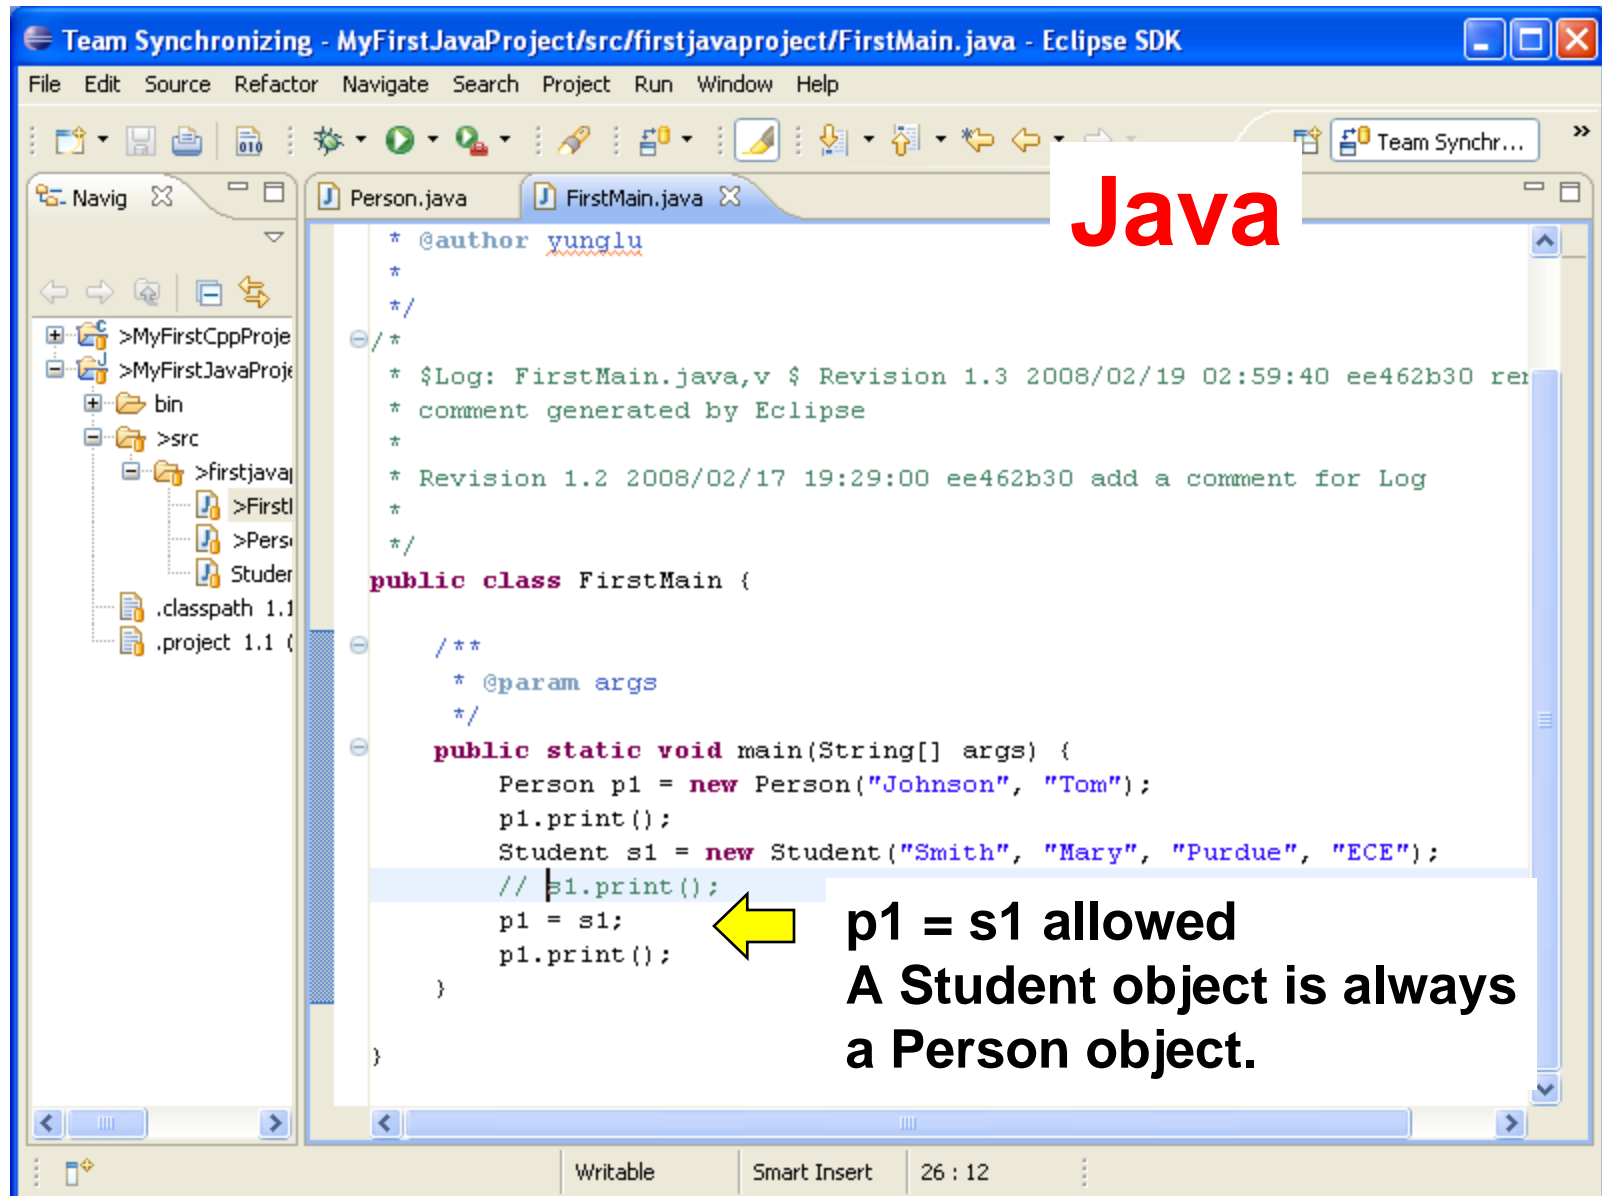 Team Synchronizing - MyFirstJavaProject/src/firstjavaproject/FirstMain.java - Eclipse SDK
File Edit Source Refactor Navigate Search Project Run Window Help
Team Synchr...
Navig
Person.java
FirstMain.java
Java
>MyFirstCppProje
>MyFirstJavaProje
bin
>src
>firstjavap
>FirstI
>Perso
Studen
.classpath 1.1
.project 1.1 (
* @author yunglu
*
*/
/*
* $Log: FirstMain.java,v $ Revision 1.3 2008/02/19 02:59:40 ee462b30 rer
* comment generated by Eclipse
*
* Revision 1.2 2008/02/17 19:29:00 ee462b30 add a comment for Log
*
*/
public class FirstMain {
/**
* @param args
*/
public static void main(String[] args) {
Person p1 = new Person("Johnson", "Tom");
p1.print();
Student s1 = new Student("Smith", "Mary", "Purdue", "ECE");
// s1.print();
p1 = s1;
p1.print();
}
}
p1 = s1 allowed
A Student object is always
a Person object.
Writable
Smart Insert
26 : 12